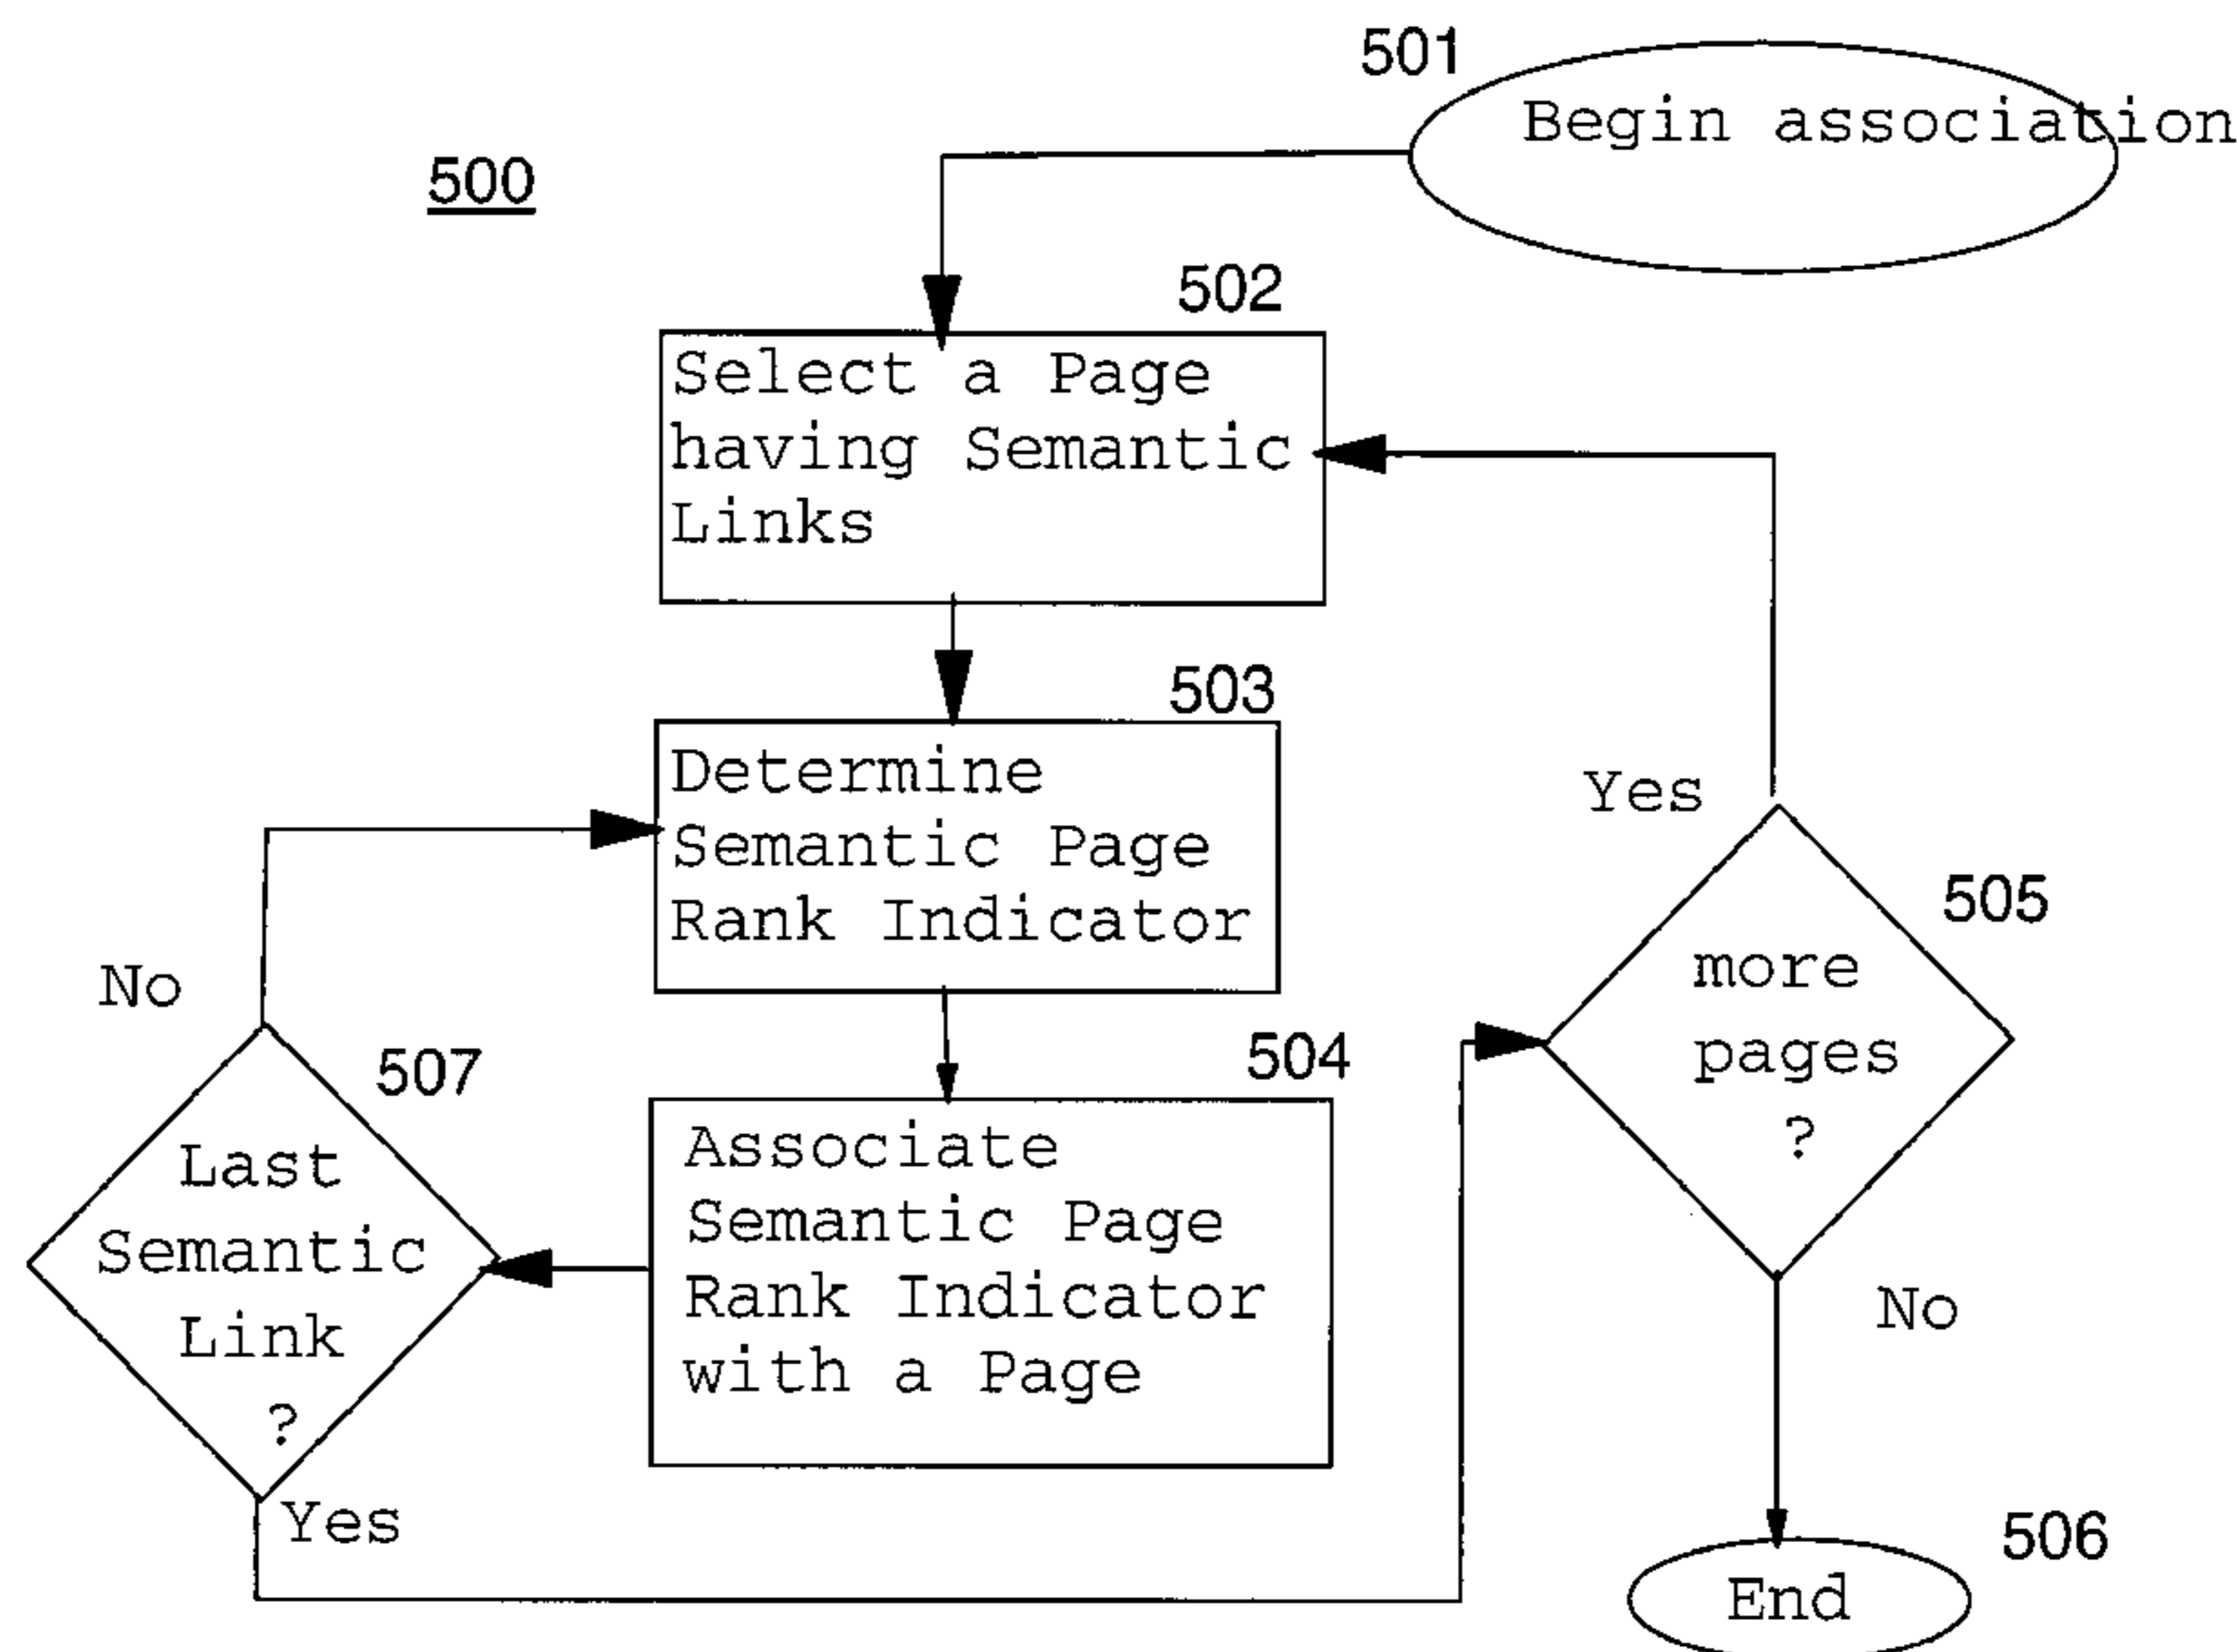 501
Begin association
500
502
Select a Page
having Semantic
Links
503
Determine
Semantic Page
Rank Indicator
Yes
505
more
pages
?
No
507
504
Last
Semantic
Link
?
Associate
Semantic Page
Rank Indicator
with a Page
No
Yes
506
End